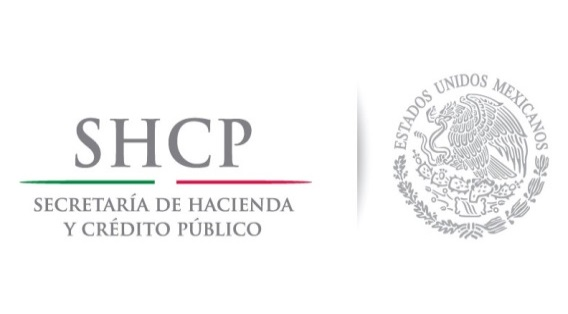 SHCP
SECRETARÍA DE HACIENDA
Y CRÉDITO PÚBLICO
ESTADOS UNIDOS MEXICANOS